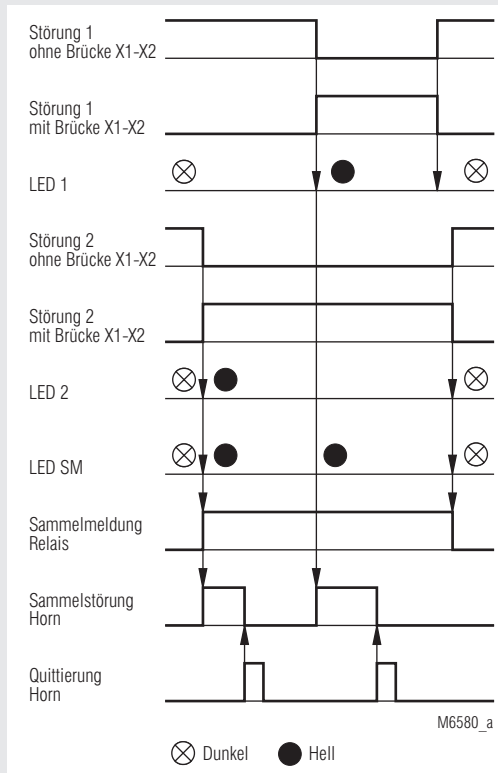 Störung 1
ohne Brücke X1-X2
Störung 1
mit Brücke X1-X2
LED 1
Störung 2
ohne Brücke X1-X2
Störung 2
mit Brücke X1-X2
LED 2
LED SM
Sammelmeldung
Relais
Sammelstörung
Horn
Quittierung
Horn
M6580_a
Dunkel Hell